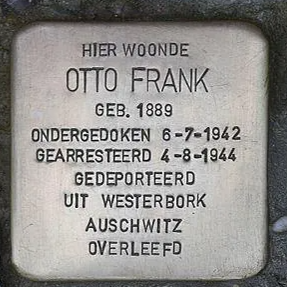 HIER WOONDE
OTTO FRANK
GEB. 1889
ONDERGEDOKEN 6-7-1942
GEARRESTEERD 4-8-1944
GEDEPORTEERD
UIT WESTERBORK
AUSCHWITZ
OVERLEEFD